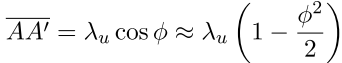 $\overline{AA'} = \lambda_u \cos \phi \approx \lambda_u \left(1 - \frac{\phi^2}{2}\right)$